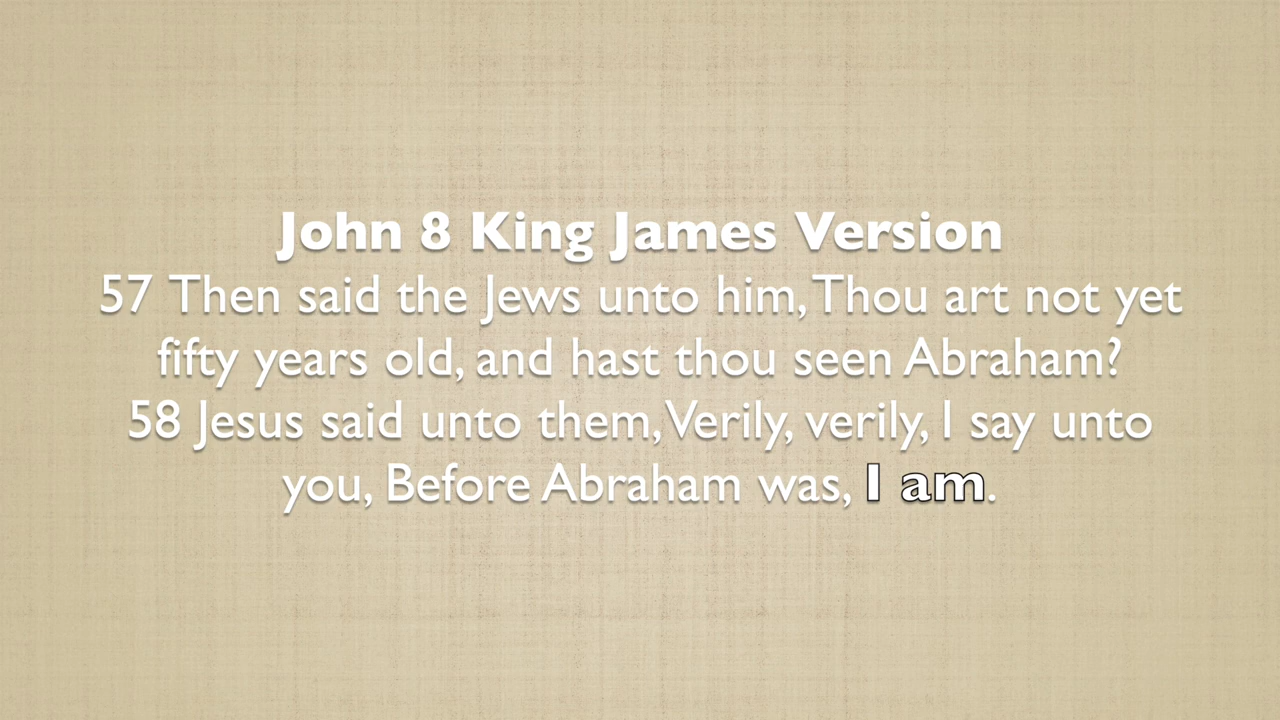 John 8 King James Version
57 Then said the Jews unto him, Thou art not yet
fifty years old, and hast thou seen Abraham?
58 Jesus said unto them, Verily, verily, I say unto
you, Before Abraham was, I am.